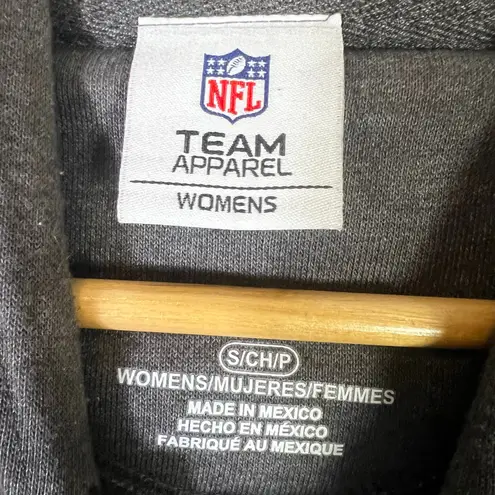 NFL
TEAM
APPAREL
WOMENS
S/CH/P
WOMENS/MUJERES/FEMMES
MADE IN MEXICO
HECHO EN MÉXICO
FABRIQUÉ AU MEXIQUE